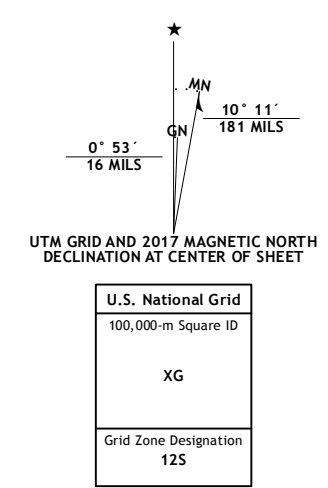 ★
MN
GN
10° 11´
181 MILS
0° 53´
16 MILS
UTM GRID AND 2017 MAGNETIC NORTH
DECLINATION AT CENTER OF SHEET
U.S. National Grid
100,000-m Square ID
XG
Grid Zone Designation
12S